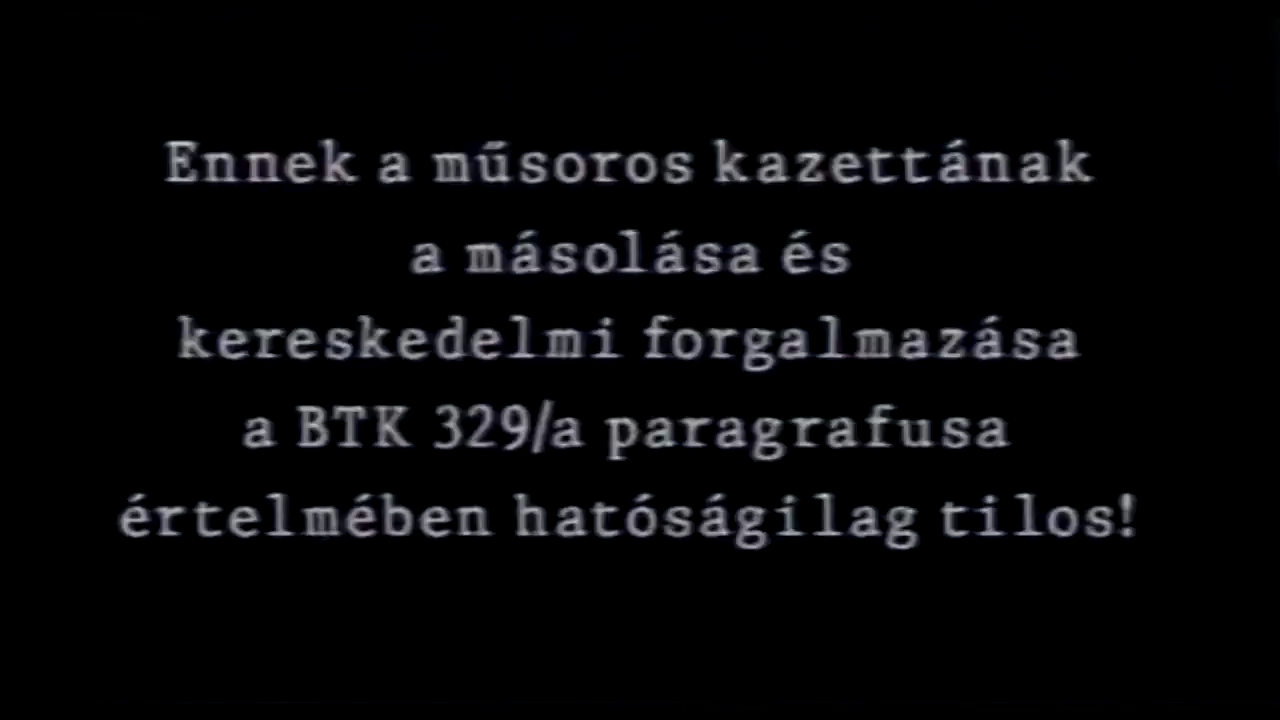 Ennek a műsoros kazettának
a másolása és
kereskedelmi forgalmazása
a BTK 329/a paragrafusa
értelmében hatóságilag tilos!